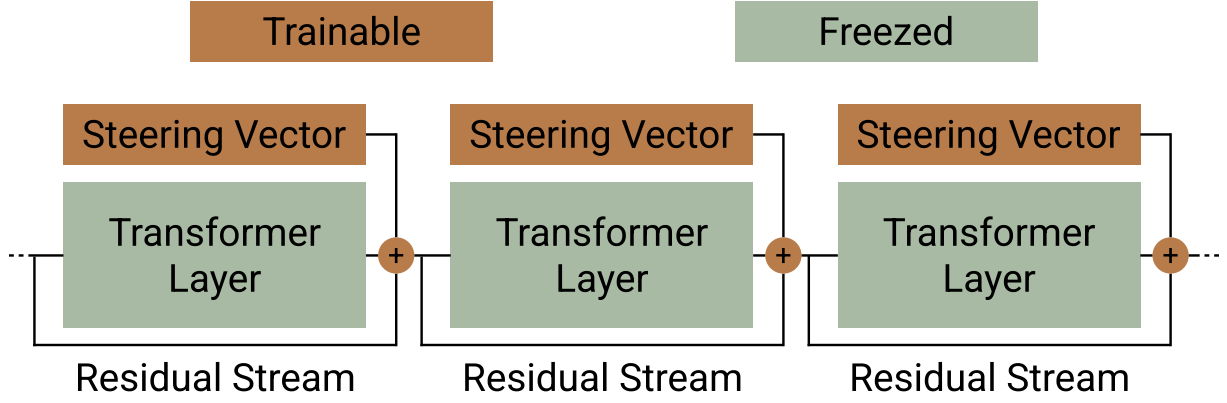 Trainable
Freezed
Steering Vector
Steering Vector
Steering Vector
Transformer
Layer
+
Transformer
Layer
+
Transformer
Layer
+
Residual Stream
Residual Stream
Residual Stream